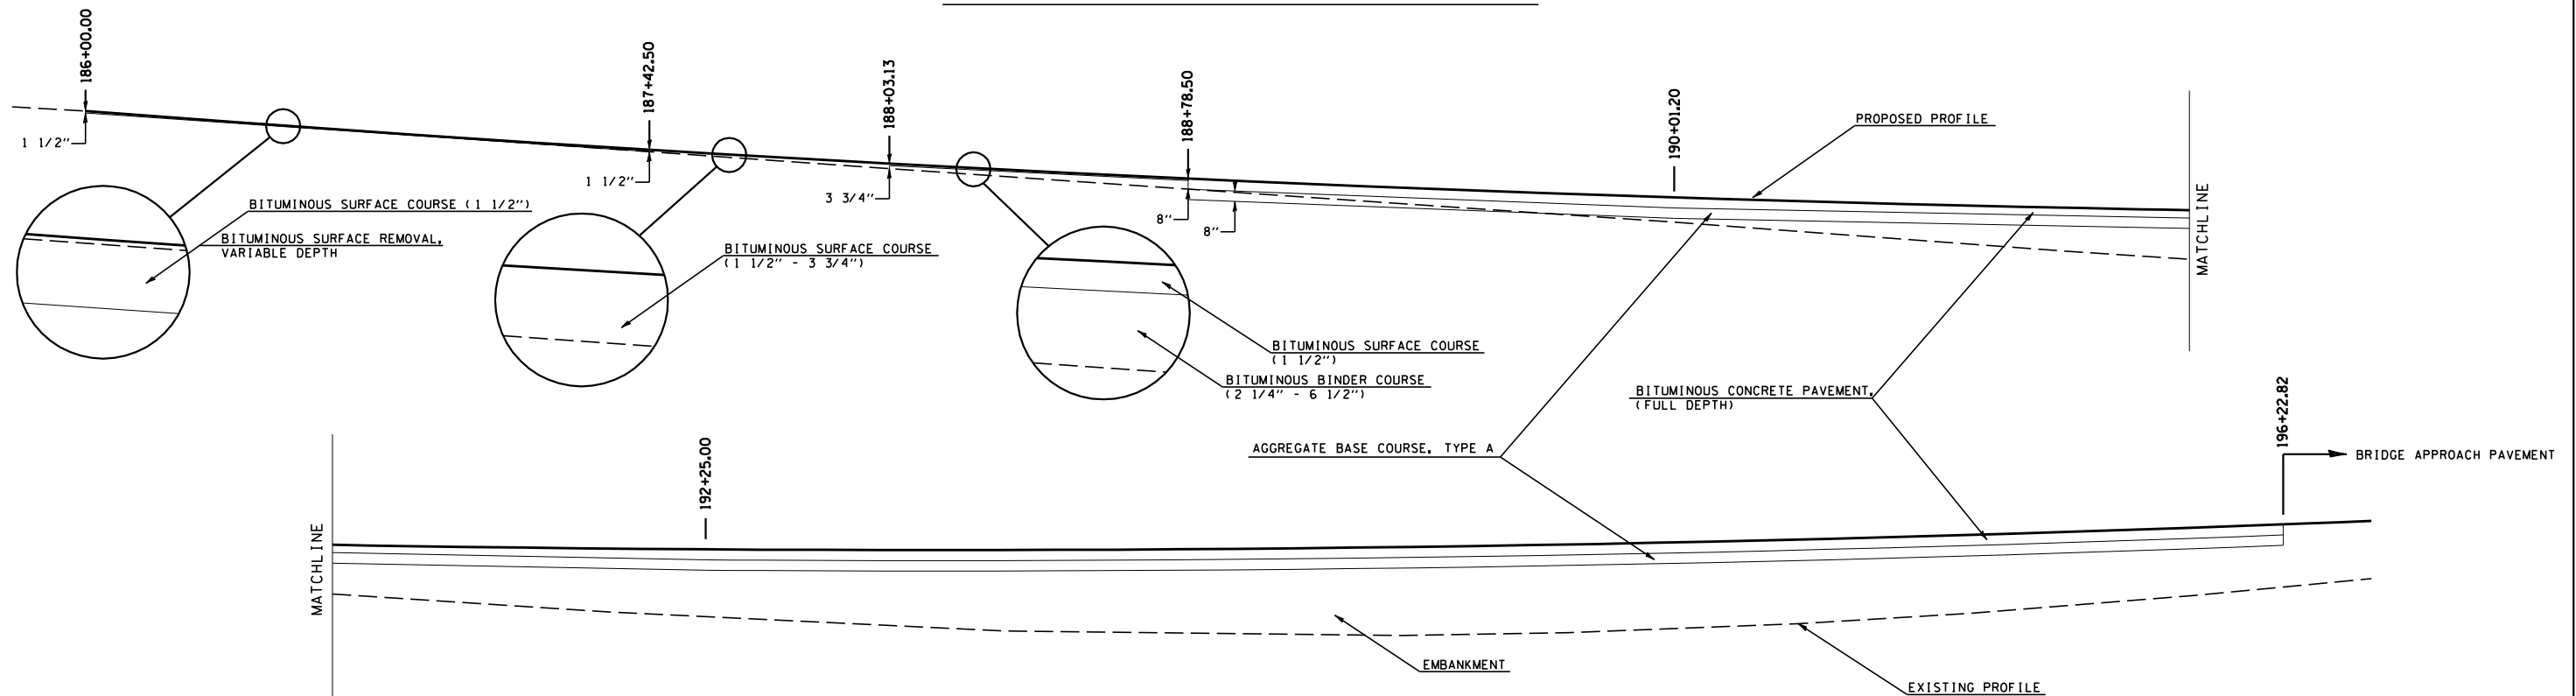 186+00.00
187+42.50
188+03.13
188+78.50
190+01.20
1 1/2"
1 1/2"
3 3/4"
8"
8"
PROPOSED PROFILE
MATCHLINE
BITUMINOUS SURFACE COURSE (1 1/2")
BITUMINOUS SURFACE REMOVAL,
VARIABLE DEPTH
BITUMINOUS SURFACE COURSE
(1 1/2" - 3 3/4")
BITUMINOUS SURFACE COURSE
(1 1/2")
BITUMINOUS BINDER COURSE
(2 1/4" - 6 1/2")
BITUMINOUS CONCRETE PAVEMENT,
(FULL DEPTH)
AGGREGATE BASE COURSE, TYPE A
192+25.00
196+22.82
BRIDGE APPROACH PAVEMENT
MATCHLINE
EMBANKMENT
EXISTING PROFILE